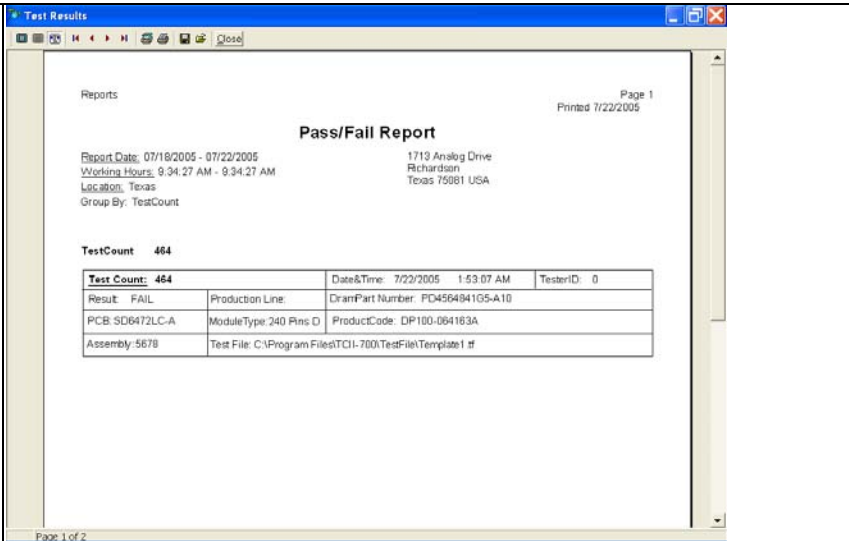 Test Results
Close
Reports Page 1
Printed 7/22/2005
Pass/Fail Report
Report Date: 07/18/2005 - 07/22/2005 1713 Analog Drive
Working Hours: 9:34:27 AM - 9:34:27 AM Richardson
Location: Texas Texas 75081 USA
Group By: TestCount
TestCount 464
Test Count: 464 Date&Time: 7/22/2005 1:53:07 AM TesterID: 0
Result: FAIL Production Line: DramPart Number: PD4564841G5-A10
PCB: SD6472LC-A ModuleType: 240 Pins D ProductCode: DP100-064163A
Assembly: 5678 Test File: C:\Program Files\TCII-700\TestFile\Template1.tf
Page 1 of 2